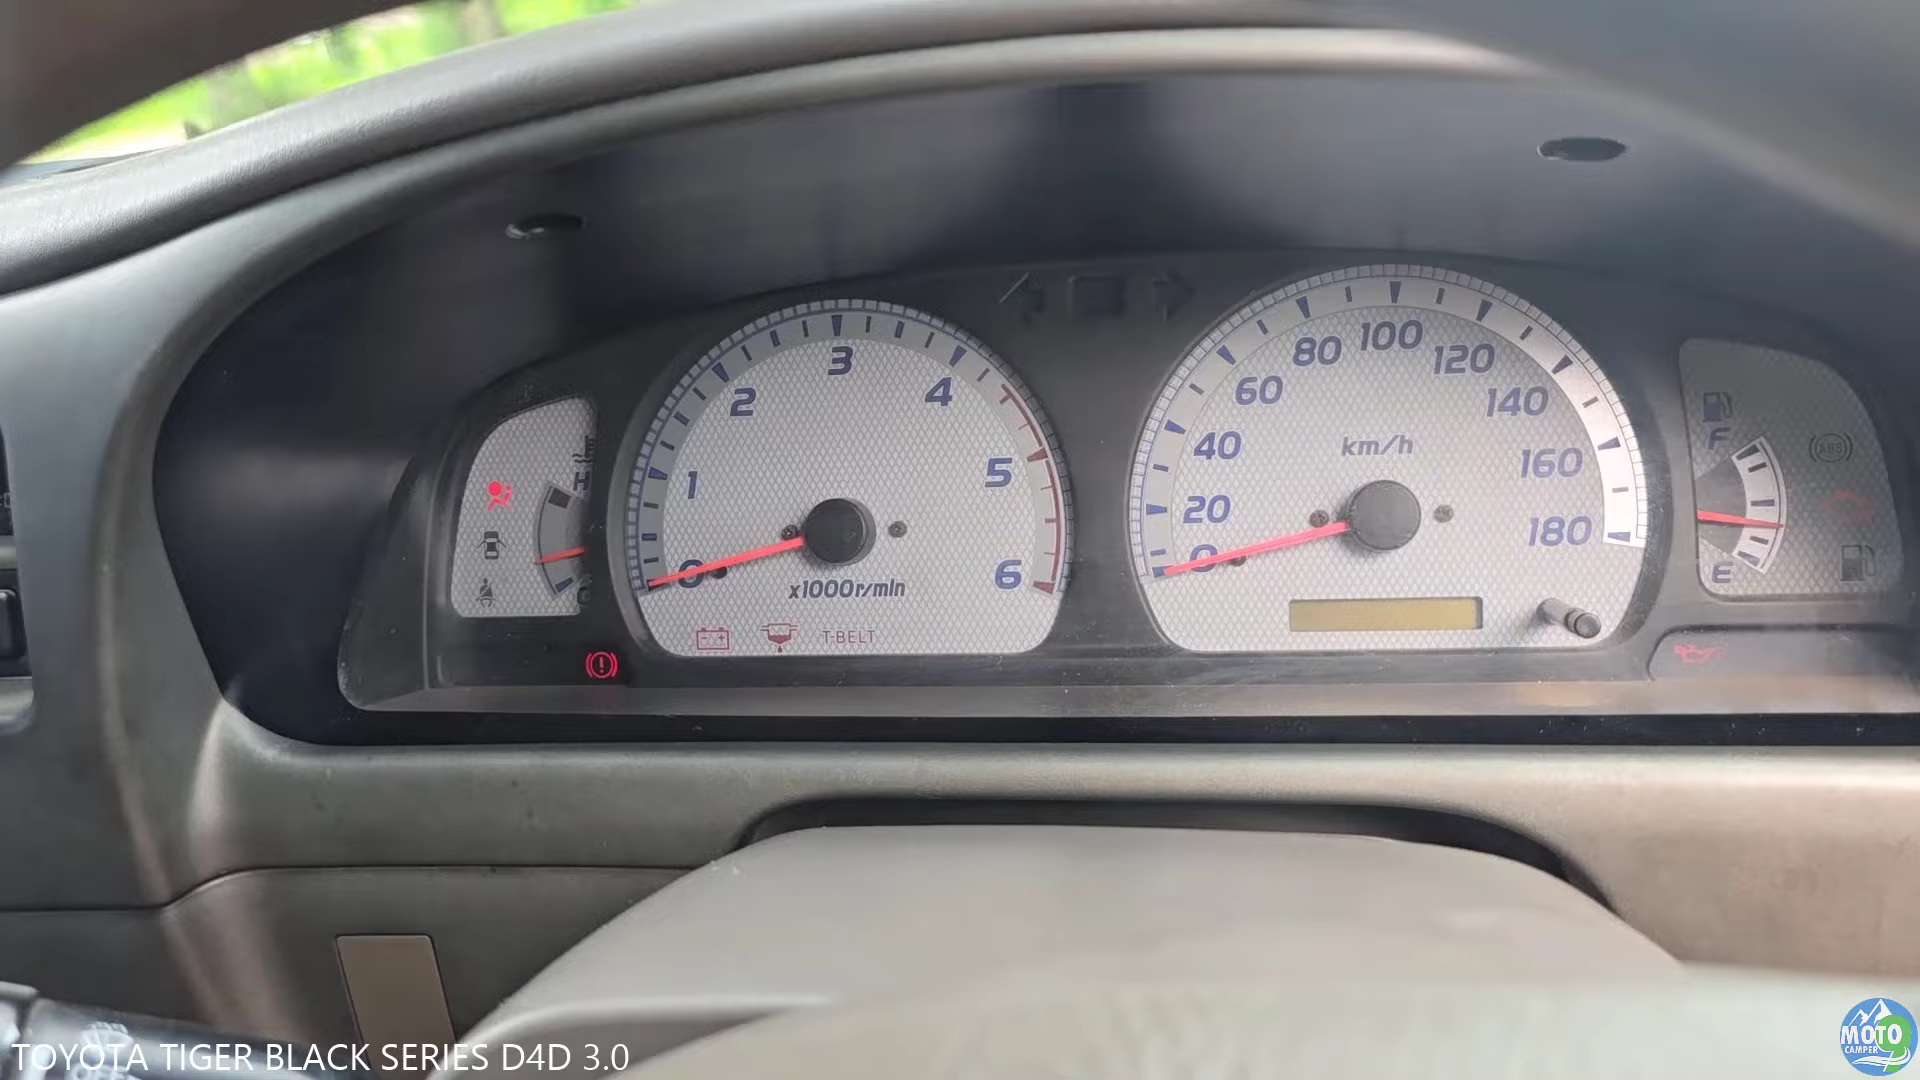 3
100
80
120
2
4
60
140
F
ABS
km/h
40
H
1
5
160
20
180
0
0
E
6
C
x1000r/min
- +
T-BELT
!
TOYOTA TIGER BLACK SERIES D4D 3.0
MOTO 9
CAMPER